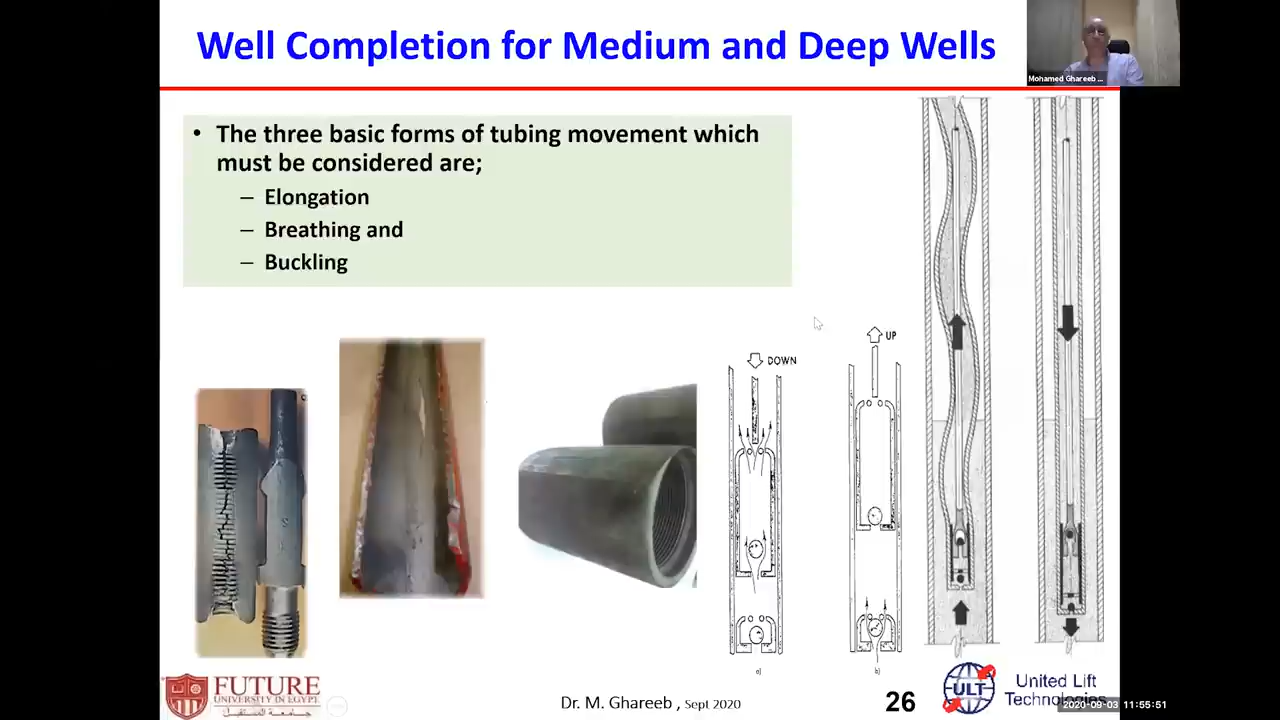 Well Completion for Medium and Deep Wells
Mohamed Ghareeb ...
• The three basic forms of tubing movement which
must be considered are;
– Elongation
– Breathing and
– Buckling
DOWN
UP
a)
b)
FUTURE
UNIVERSITY IN EGYPT
جامعة المستقبل
Dr. M. Ghareeb , Sept 2020
26
ULT
United Lift
Technologies
2020-09-03 11:55:51